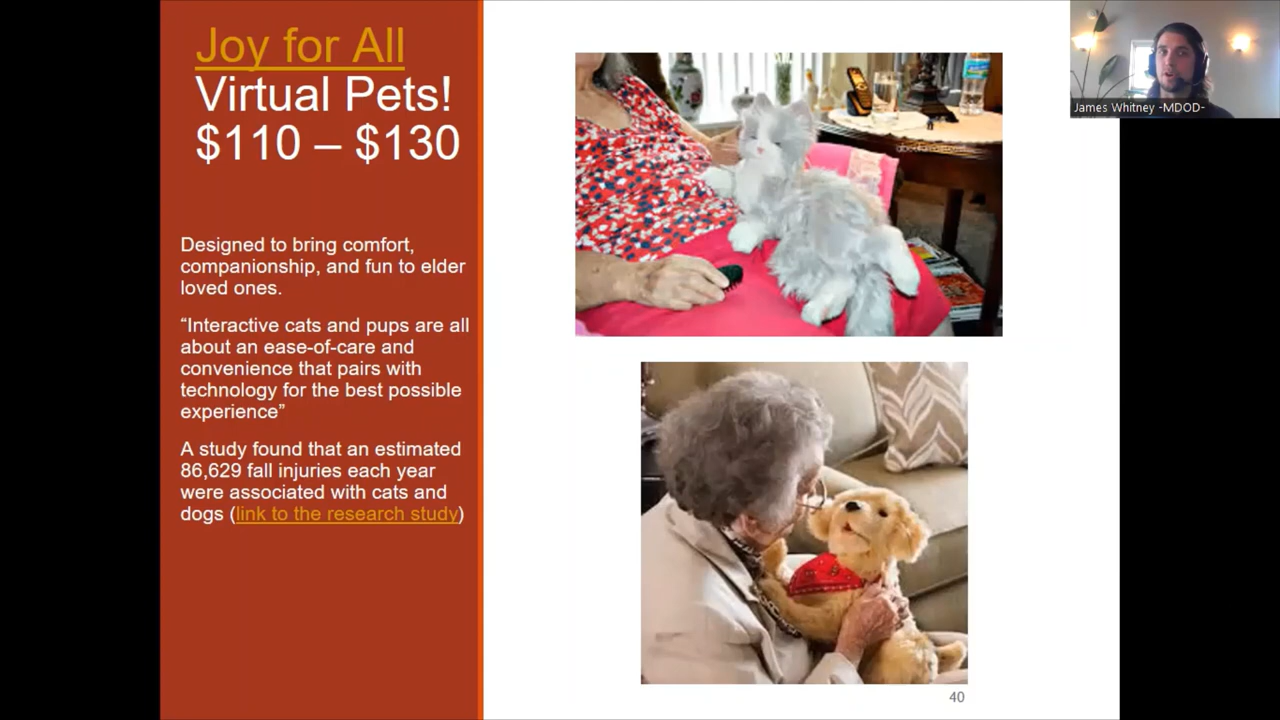 Joy for All
Virtual Pets!
$110 – $130
Designed to bring comfort,
companionship, and fun to elder
loved ones.
“Interactive cats and pups are all
about an ease-of-care and
convenience that pairs with
technology for the best possible
experience”
A study found that an estimated
86,629 fall injuries each year
were associated with cats and
dogs (link to the research study)
James Whitney -MDOD-
40